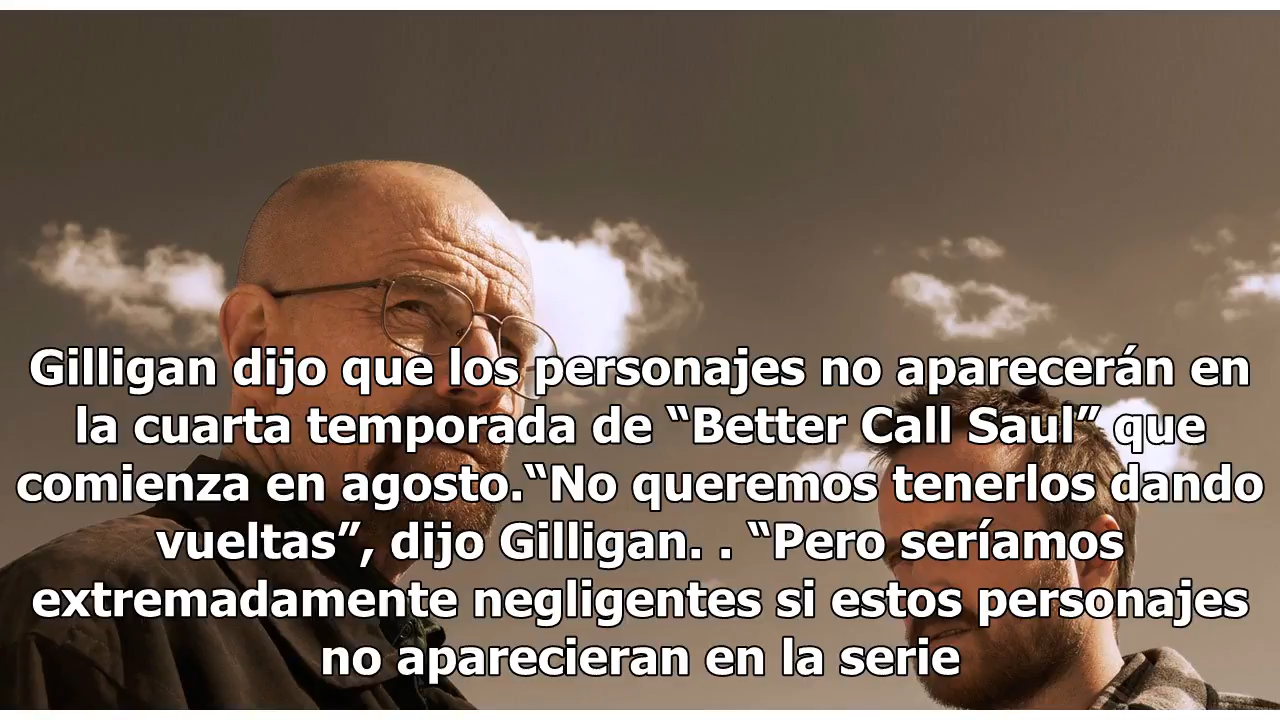 Gilligan dijo que los personajes no aparecerán en
la cuarta temporada de “Better Call Saul” que
comienza en agosto.“No queremos tenerlos dando
vueltas”, dijo Gilligan. . “Pero seríamos
extremadamente negligentes si estos personajes
no aparecieran en la serie